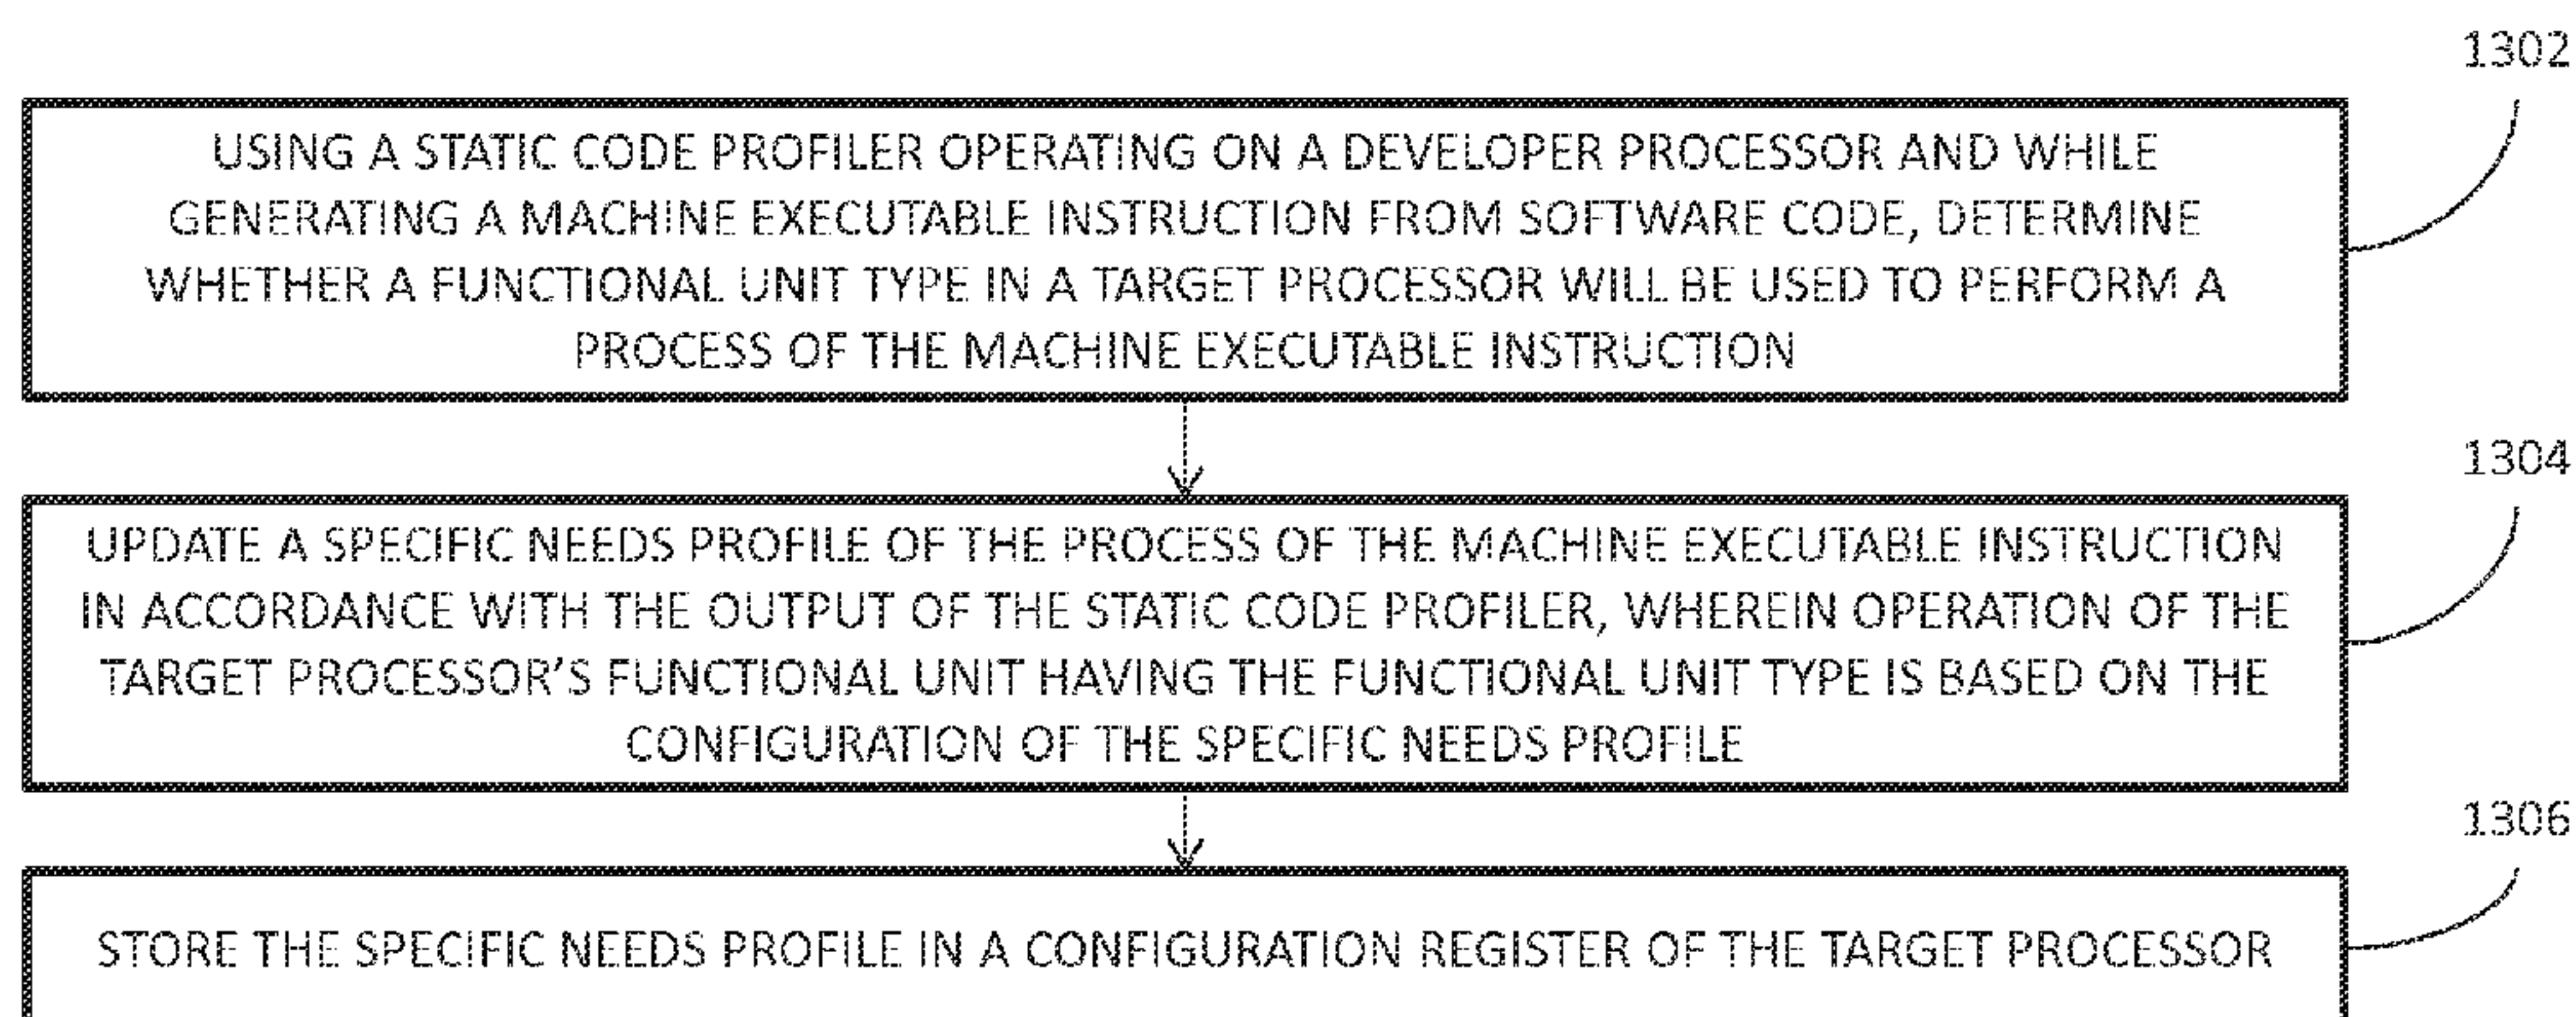 1302
USING A STATIC CODE PROFILER OPERATING ON A DEVELOPER PROCESSOR AND WHILE
GENERATING A MACHINE EXECUTABLE INSTRUCTION FROM SOFTWARE CODE, DETERMINE
WHETHER A FUNCTIONAL UNIT TYPE IN A TARGET PROCESSOR WILL BE USED TO PERFORM A
PROCESS OF THE MACHINE EXECUTABLE INSTRUCTION
1304
UPDATE A SPECIFIC NEEDS PROFILE OF THE PROCESS OF THE MACHINE EXECUTABLE INSTRUCTION
IN ACCORDANCE WITH THE OUTPUT OF THE STATIC CODE PROFILER, WHEREIN OPERATION OF THE
TARGET PROCESSOR'S FUNCTIONAL UNIT HAVING THE FUNCTIONAL UNIT TYPE IS BASED ON THE
CONFIGURATION OF THE SPECIFIC NEEDS PROFILE
1306
STORE THE SPECIFIC NEEDS PROFILE IN A CONFIGURATION REGISTER OF THE TARGET PROCESSOR